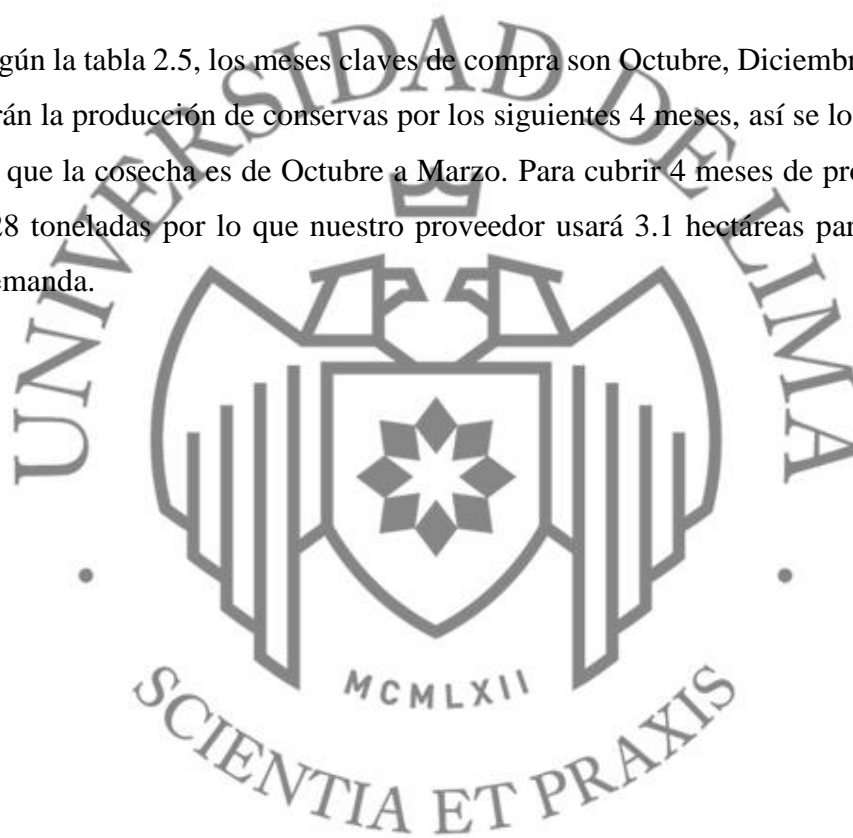 gún la tabla 2.5, los meses claves de compra son Octubre, Diciembr
rán la producción de conservas por los siguientes 4 meses, así se lo
que la cosecha es de Octubre a Marzo. Para cubrir 4 meses de pr
28 toneladas por lo que nuestro proveedor usará 3.1 hectáreas par
emanda.
UNIVERSIDAD DE LIMA
MCMLXII
SCIENTIA ET PRAXIS